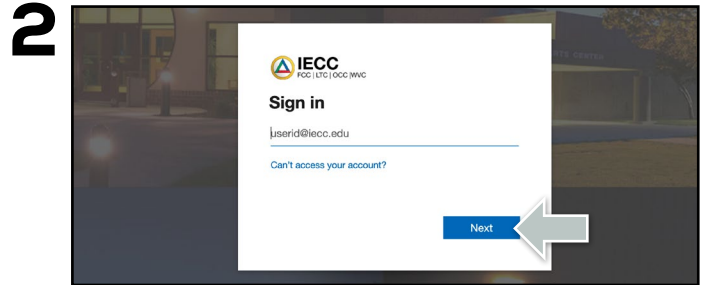 2
IECC
FCC | LTC | OCC | WVC
Sign in
userid@iecc.edu
Can't access your account?
Next